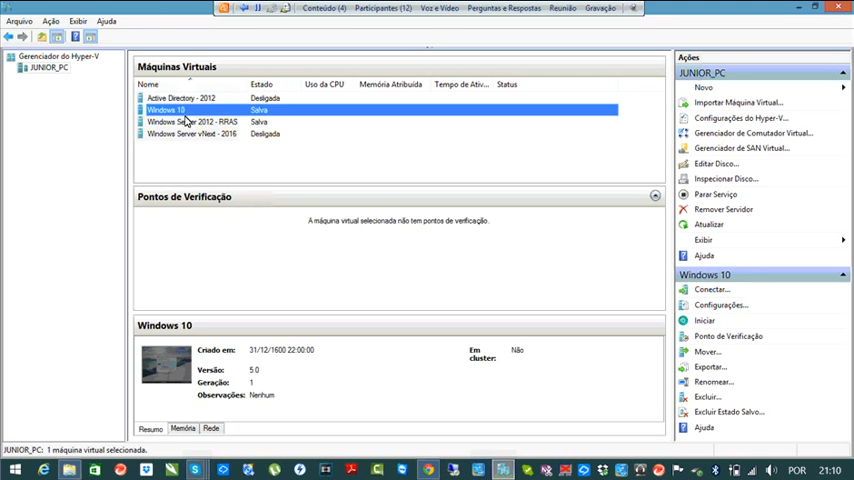 Conteúdo (4) Participantes (12) Voz e Vídeo Perguntas e Respostas Reunião Gravação
Arquivo Ação Exibir Ajuda
Gerenciador do Hyper-V
JUNIOR_PC
Máquinas Virtuais
Nome Estado Uso da CPU Memória Atribuída Tempo de Ativ... Status
Active Directory - 2012 Desligada
Windows 10 Salva
Windows Server 2012 - RRAS Salva
Windows Server vNext - 2016 Desligada
Pontos de Verificação
A máquina virtual selecionada não tem pontos de verificação.
Windows 10
Criado em: 31/12/1600 22:00:00 Em cluster: Não
Versão: 5.0
Geração: 1
Observações: Nenhum
Resumo Memória Rede
Ações
JUNIOR_PC
Novo
Importar Máquina Virtual...
Configurações do Hyper-V...
Gerenciador de Comutador Virtual...
Gerenciador de SAN Virtual...
Editar Disco...
Inspecionar Disco...
Parar Serviço
Remover Servidor
Atualizar
Exibir
Ajuda
Windows 10
Conectar...
Configurações...
Iniciar
Ponto de Verificação
Mover...
Exportar...
Renomear...
Excluir...
Excluir Estado Salvo...
Ajuda
JUNIOR_PC: 1 máquina virtual selecionada.
POR 21:10